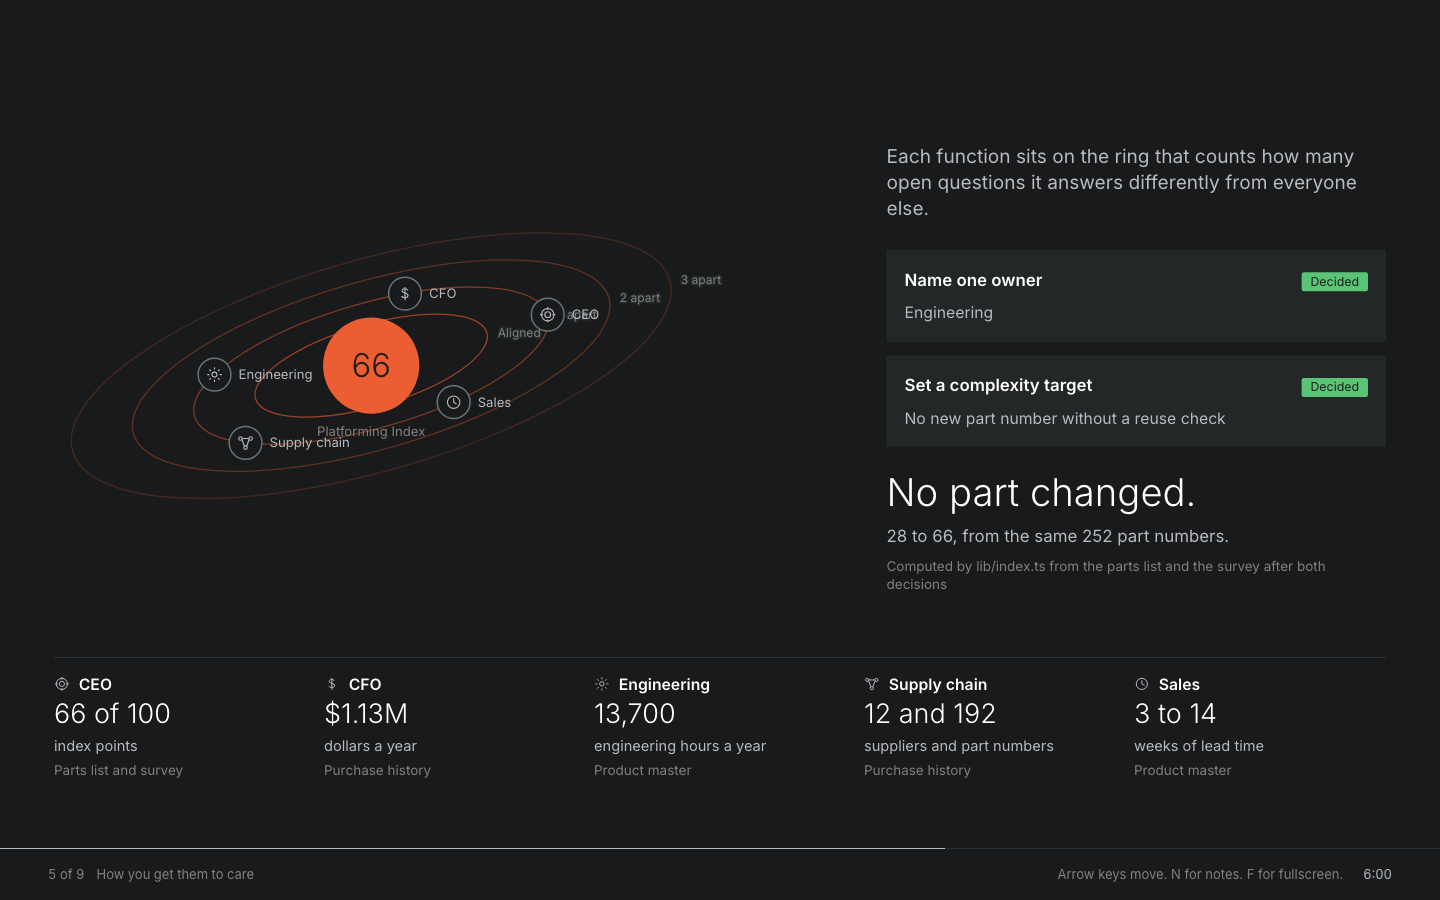 Each function sits on the ring that counts how many
open questions it answers differently from everyone
else.
3 apart
2 apart
apart
CEO
Aligned
$ CFO
66
Engineering
Sales
Platforming Index
Supply chain
Name one owner
Decided
Engineering
Set a complexity target
Decided
No new part number without a reuse check
No part changed.
28 to 66, from the same 252 part numbers.
Computed by lib/index.ts from the parts list and the survey after both
decisions
CEO
66 of 100
index points
Parts list and survey
$ CFO
$1.13M
dollars a year
Purchase history
Engineering
13,700
engineering hours a year
Product master
Supply chain
12 and 192
suppliers and part numbers
Purchase history
Sales
3 to 14
weeks of lead time
Product master
5 of 9 How you get them to care
Arrow keys move. N for notes. F for fullscreen. 6:00